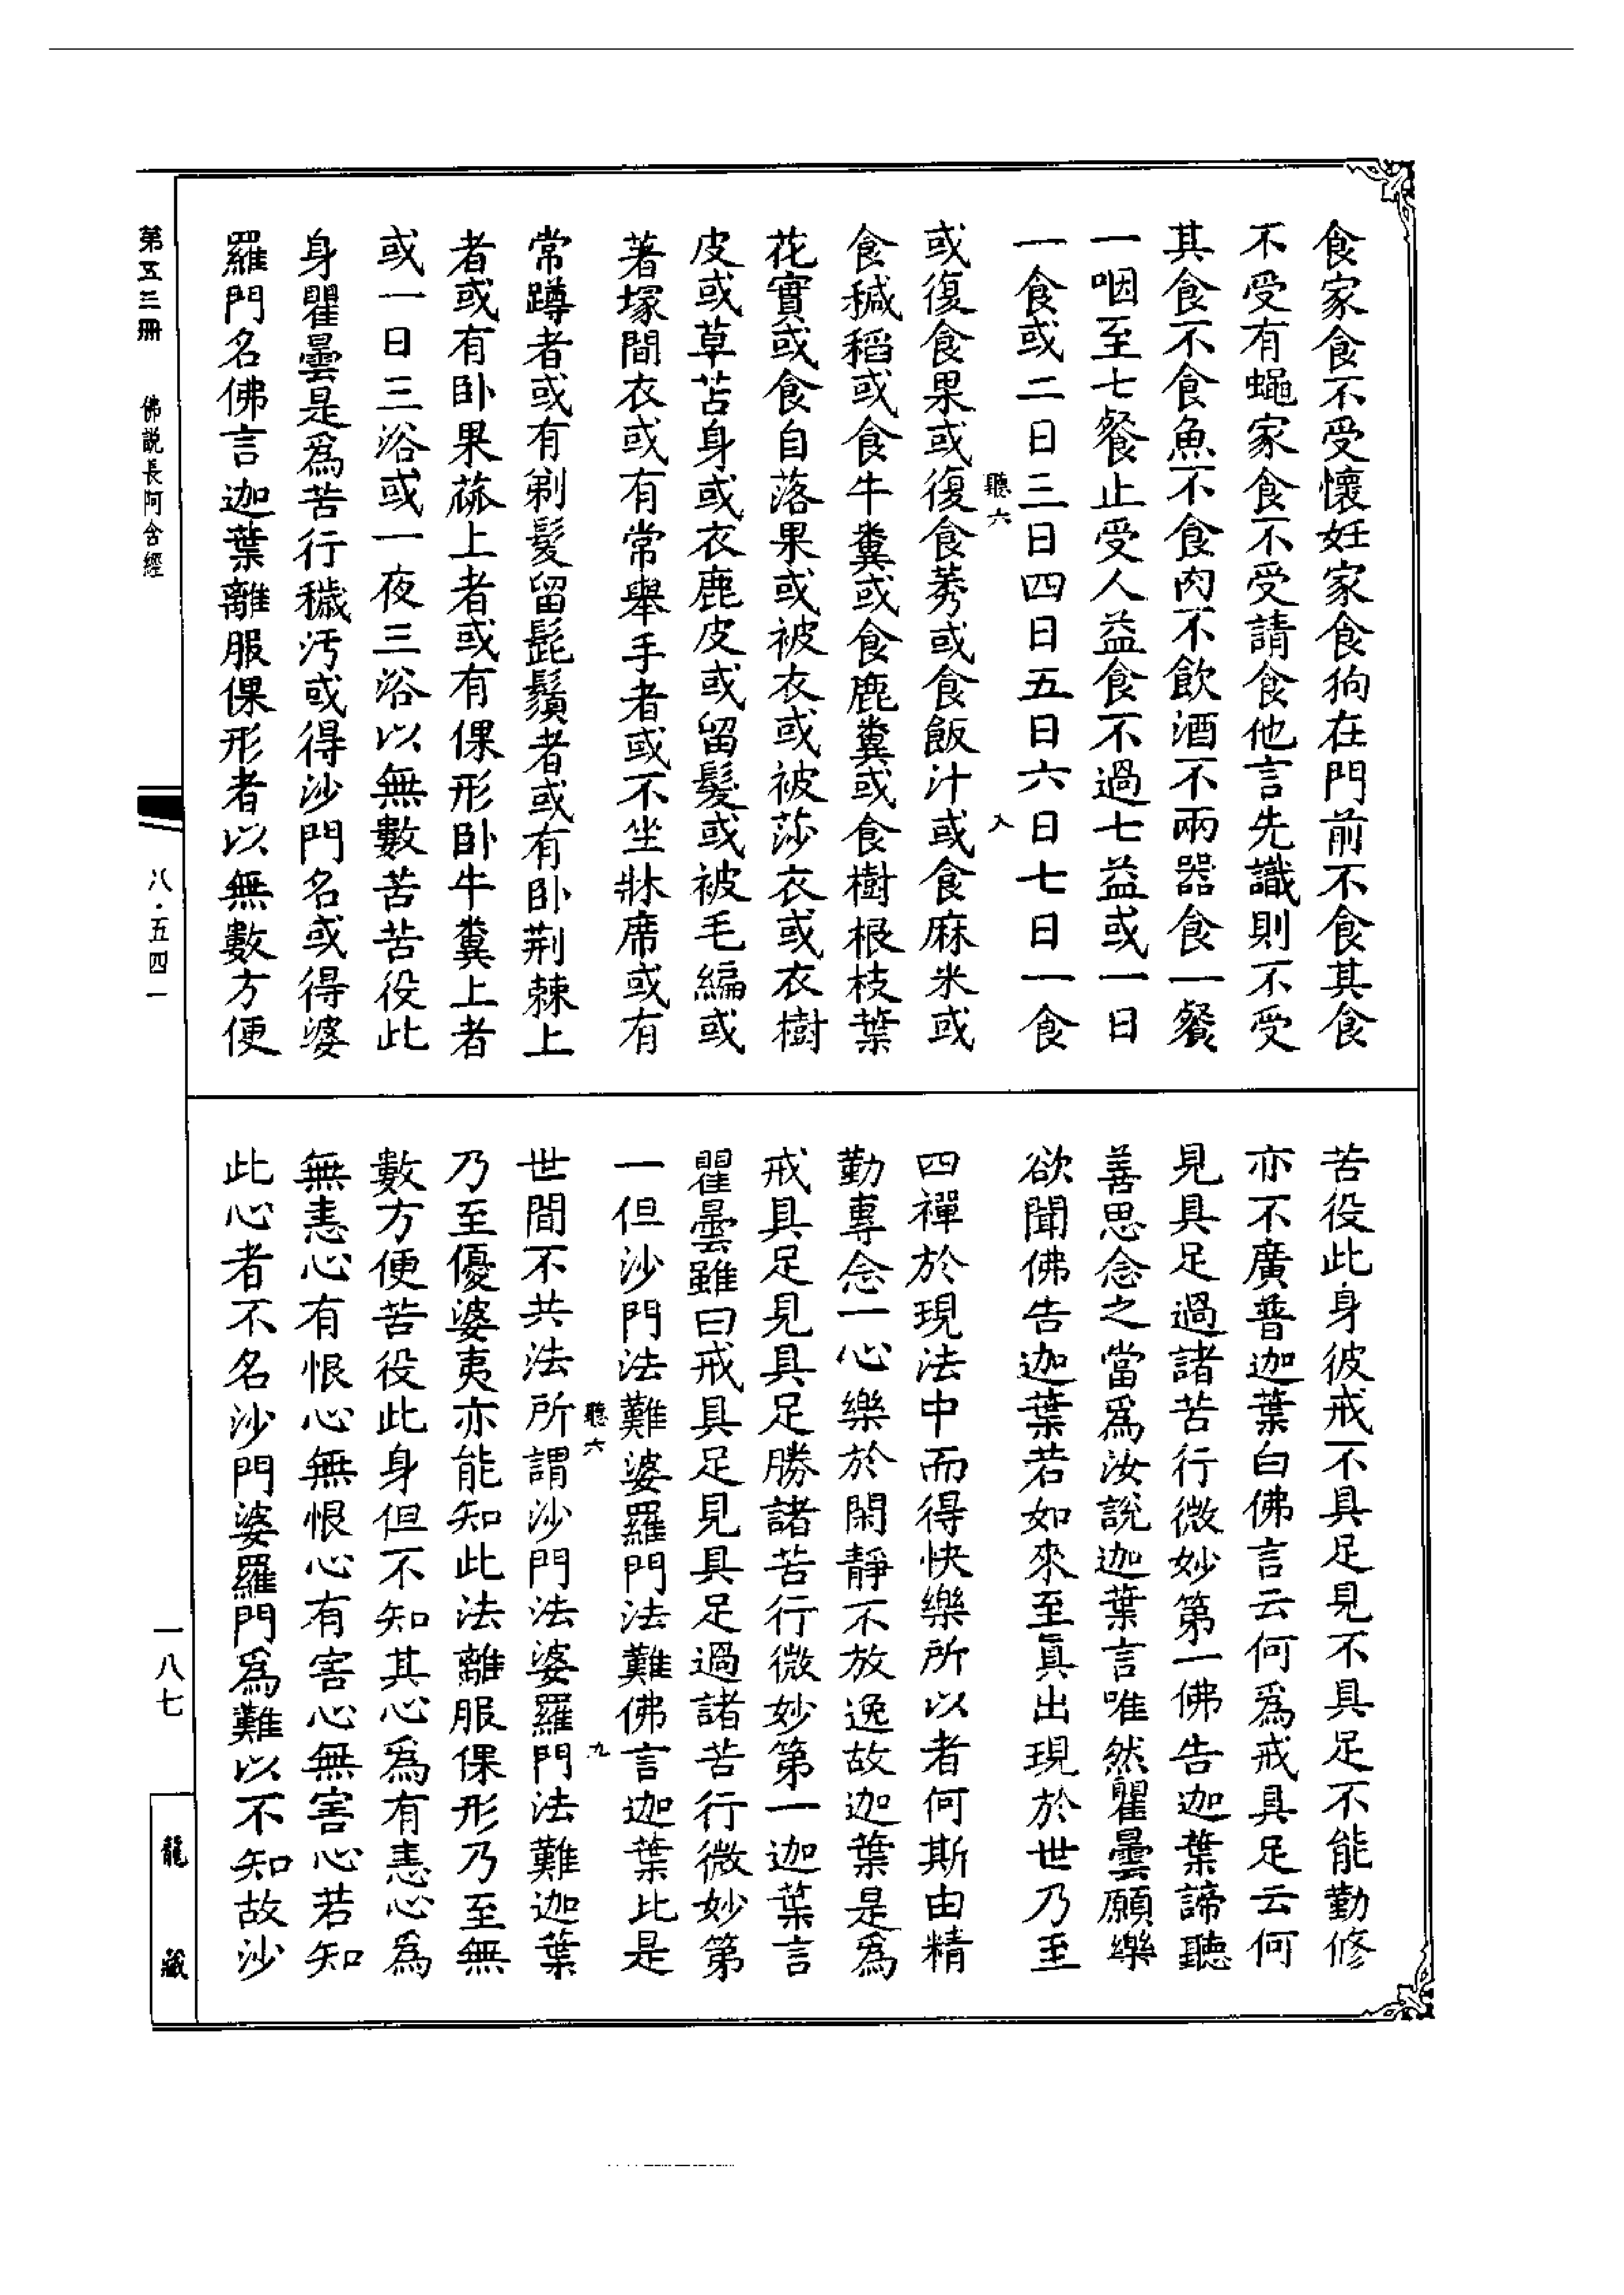 食家食不受懷妊家食狗在門前不食其食
不受有蠅家食不受請食他言先識則不受
其食不食魚不食肉不飲酒不兩器食一餐
一咽至七餐止受人益食不過七益或一日
一食或二日三日四日五日六日七日一食
聽六 八
或復食果或復食莠或食飯汁或食麻米或
食穢稻或食牛糞或食鹿糞或食樹根枝葉
花實或食自落果或被衣或被莎衣或衣樹
皮或草苫身或衣鹿皮或留髮或被毛編或
著塚間衣或有常舉手者或不坐牀席或有
常蹲者或有剃髮留髭鬚者或有臥荊棘上
者或有臥果蓏上者或有倮形臥牛糞上者
或一日三浴或一夜三浴以無數苦苦役此
身瞿曇是爲苦行穢汚或得沙門名或得婆
羅門名佛言迦葉離服倮形者以無數方便
苦役此身彼戒不具足見不具足不能勤修
亦不廣普迦葉白佛言云何爲戒具足云何
見具足過諸苦行微妙第一佛告迦葉諦聽
善思念之當爲汝說迦葉言唯然瞿曇願樂
欲聞佛告迦葉若如來至眞出現於世乃至
四禪於現法中而得快樂所以者何斯由精
勤專念一心樂於閑靜不放逸故迦葉是爲
戒具足見具足勝諸苦行微妙第一迦葉言
瞿曇雖曰戒具足見具足過諸苦行微妙第
一但沙門法難婆羅門法難佛言迦葉比是
聽六 九
世間不共法所謂沙門法婆羅門法難迦葉
乃至優婆夷亦能知此法離服倮形乃至無
數方便苦役此身但不知其心爲有恚心爲
無恚心有恨心無恨心有害心無害心若知
此心者不名沙門婆羅門爲難以不知故沙
第五三冊 佛說長阿含經 八·五四一 一八七 龍藏